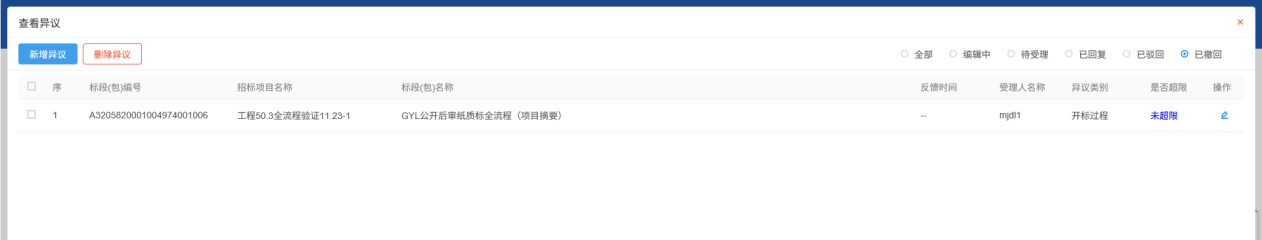 查看异议 ×
新增异议 删除异议 全部 编辑中 待受理 已回复 已驳回 已撤回
序 标段(包)编号 招标项目名称 标段(包)名称 反馈时间 受理人名称 异议类别 是否超限 操作
1 A3205820001004974001006 工程50.3全流程验证11.23-1 GYL公开后审纸质标全流程（项目摘要） -- mjdl1 开标过程 未超限